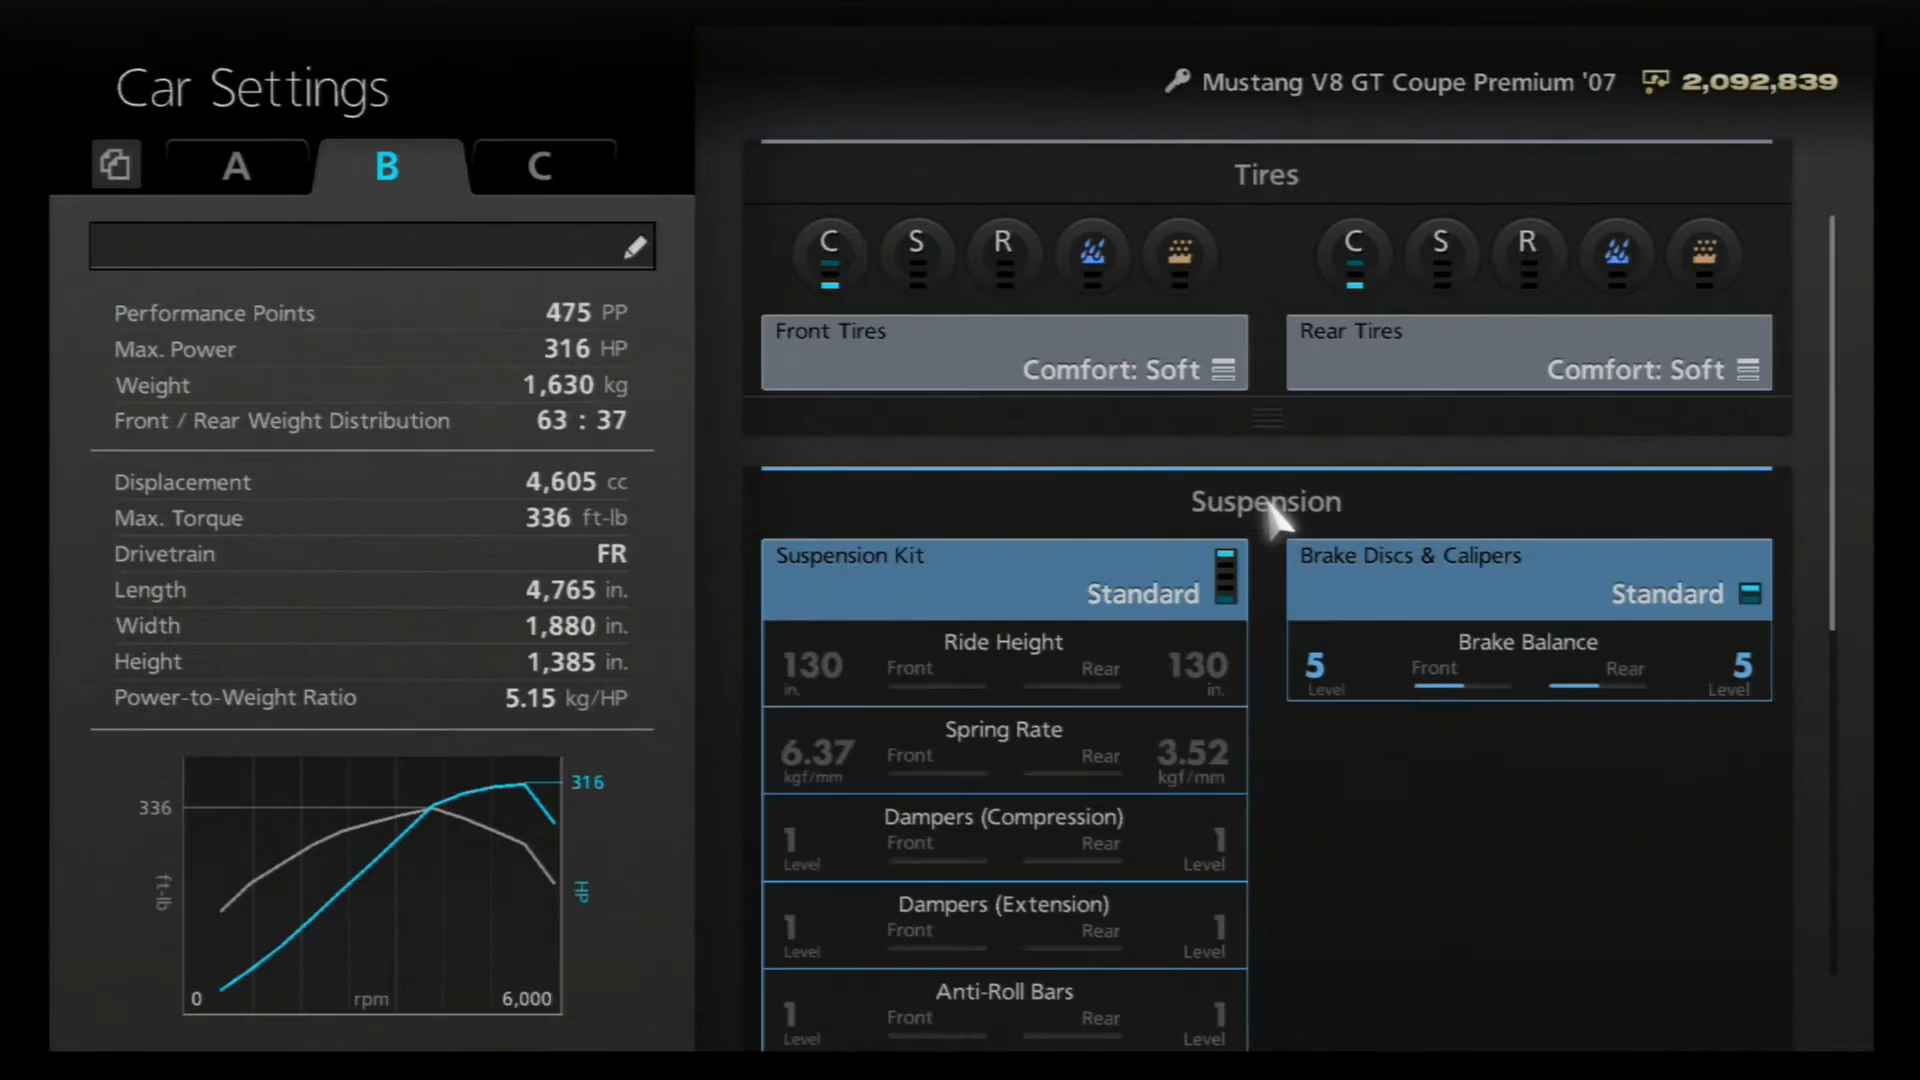 Car Settings
Mustang V8 GT Coupe Premium '07 2,092,839
A B C
Performance Points 475 PP
Max. Power 316 HP
Weight 1,630 kg
Front / Rear Weight Distribution 63 : 37
Displacement 4,605 cc
Max. Torque 336 ft-lb
Drivetrain FR
Length 4,765 in.
Width 1,880 in.
Height 1,385 in.
Power-to-Weight Ratio 5.15 kg/HP
316
336
ft-lb
HP
0 rpm 6,000
Tires
C S R C S R
Front Tires
Comfort: Soft
Rear Tires
Comfort: Soft
Suspension
Suspension Kit
Standard
Ride Height
130 in. Front Rear 130 in.
Spring Rate
6.37 kgf/mm Front Rear 3.52 kgf/mm
Dampers (Compression)
1 Level Front Rear 1 Level
Dampers (Extension)
1 Level Front Rear 1 Level
Anti-Roll Bars
1 Level Front Rear 1 Level
Brake Discs & Calipers
Standard
Brake Balance
5 Level Front Rear 5 Level